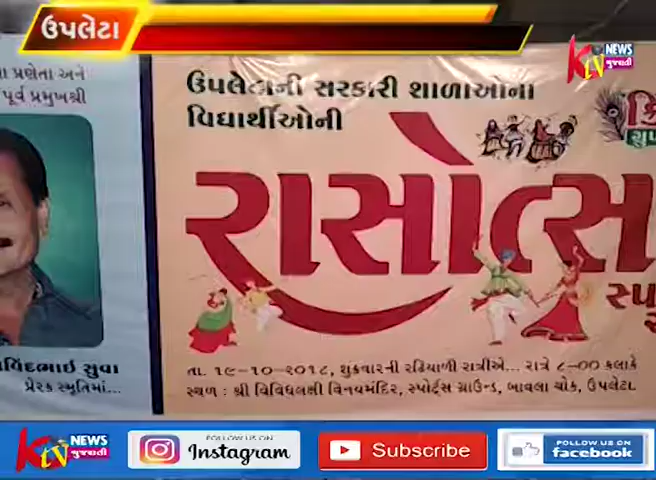 ઉપલેટા
KTV NEWS ગુજરાતી
પ્રણેતા અને
પૂર્વ પ્રમુખશ્રી
સુવા
પ્રેરક સ્મૃતિમાં...
ઉપલેટાની સરકારી શાળાઓના
વિદ્યાર્થીઓની
રાસોત્સ
તા. ૧૯-૧૦-૨૦૧૮, શુક્રવારની રઢિયાળી રાત્રીએ... રાત્રે ૮-૦૦ કલાકે
સ્થળ : શ્રી વિવિધલક્ષી વિનયમંદિર, સ્પોર્ટ્સ ગ્રાઉન્ડ, બાવલા ચોક, ઉપલેટા
KTV NEWS ગુજરાતી
FOLLOW US ON
Instagram
Subscribe
FOLLOW US ON
facebook